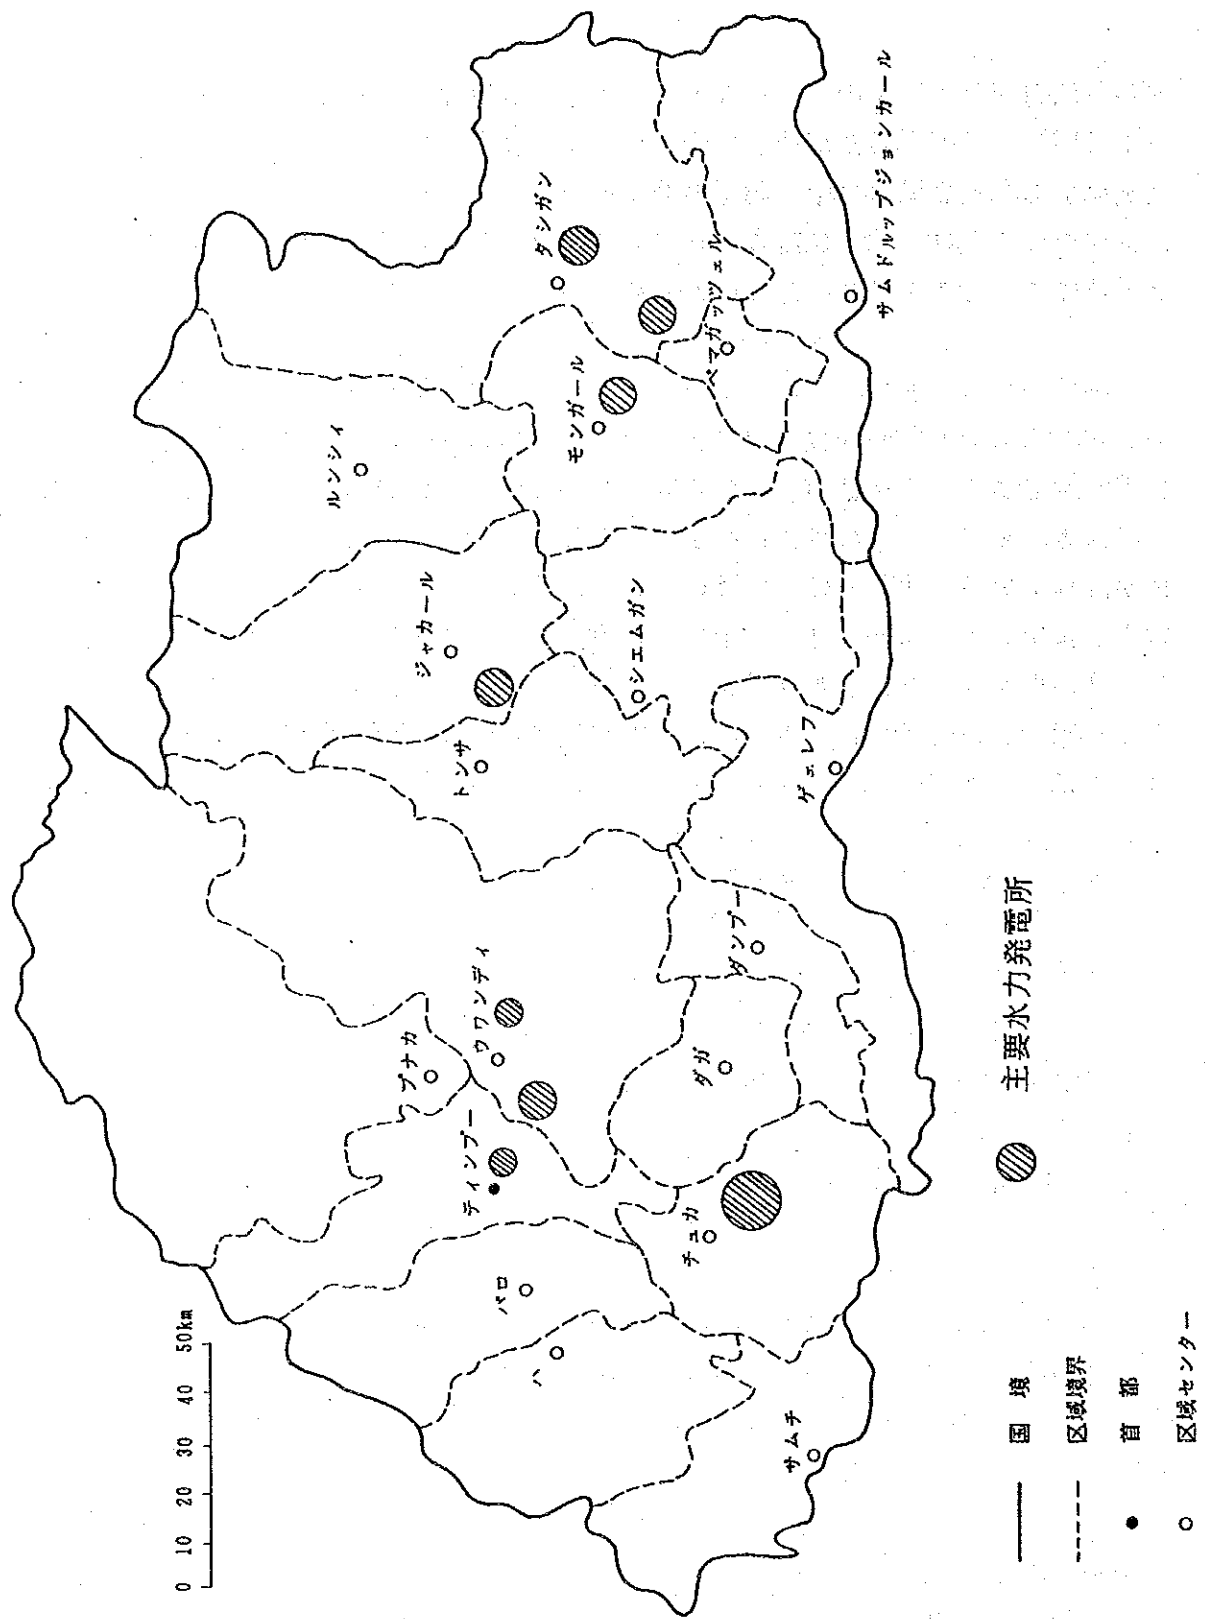 0 10 20 30 40 50km
ルンシィ
ダシガン
ジャカール
モンガール
トンサ
シェムガン
ペマガッツェル
サムドルップジョンカール
プナカ
ウワンディ
ティンプー
パロ
ハ
ダガ
ダンプー
ゲェレフ
チュカ
サムチ
国境
区域境界
首都
区域センター
主要水力発電所